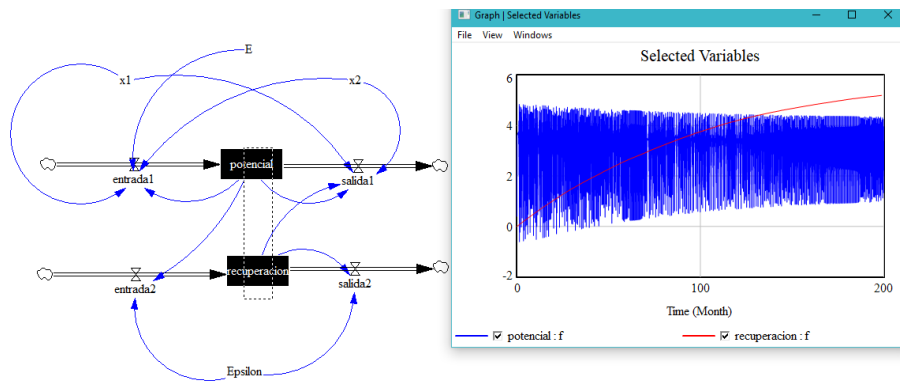 E
x1
x2
potencial
entrada1
salida1
recuperacion
entrada2
salida2
Epsilon
Graph | Selected Variables
File View Windows
Selected Variables
6
4
2
0
-2
0 100 200
Time (Month)
potencial : f recuperacion : f